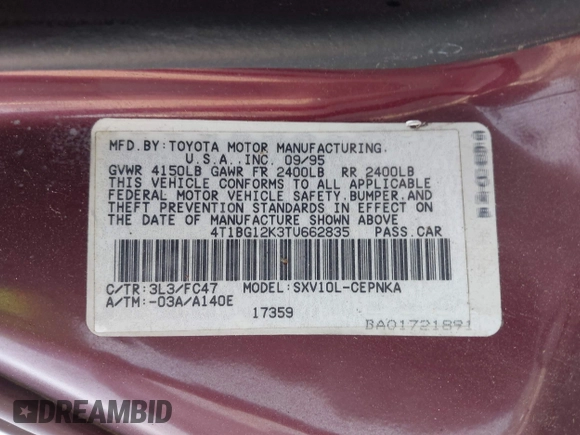 MFD.BY:TOYOTA MOTOR MANUFACTURING,
U.S.A.,INC. 09/95
GVWR 4150LB GAWR FR 2400LB RR 2400LB
THIS VEHICLE CONFORMS TO ALL APPLICABLE
FEDERAL MOTOR VEHICLE SAFETY,BUMPER,AND
THEFT PREVENTION STANDARDS IN EFFECT ON
THE DATE OF MANUFACTURE SHOWN ABOVE
4T1BG12K3TU662835 PASS.CAR
C/TR:3L3/FC47 MODEL:SXV10L-CEPNKA
A/TM:-03A/A140E
17359
BA01721891
DREAMBID